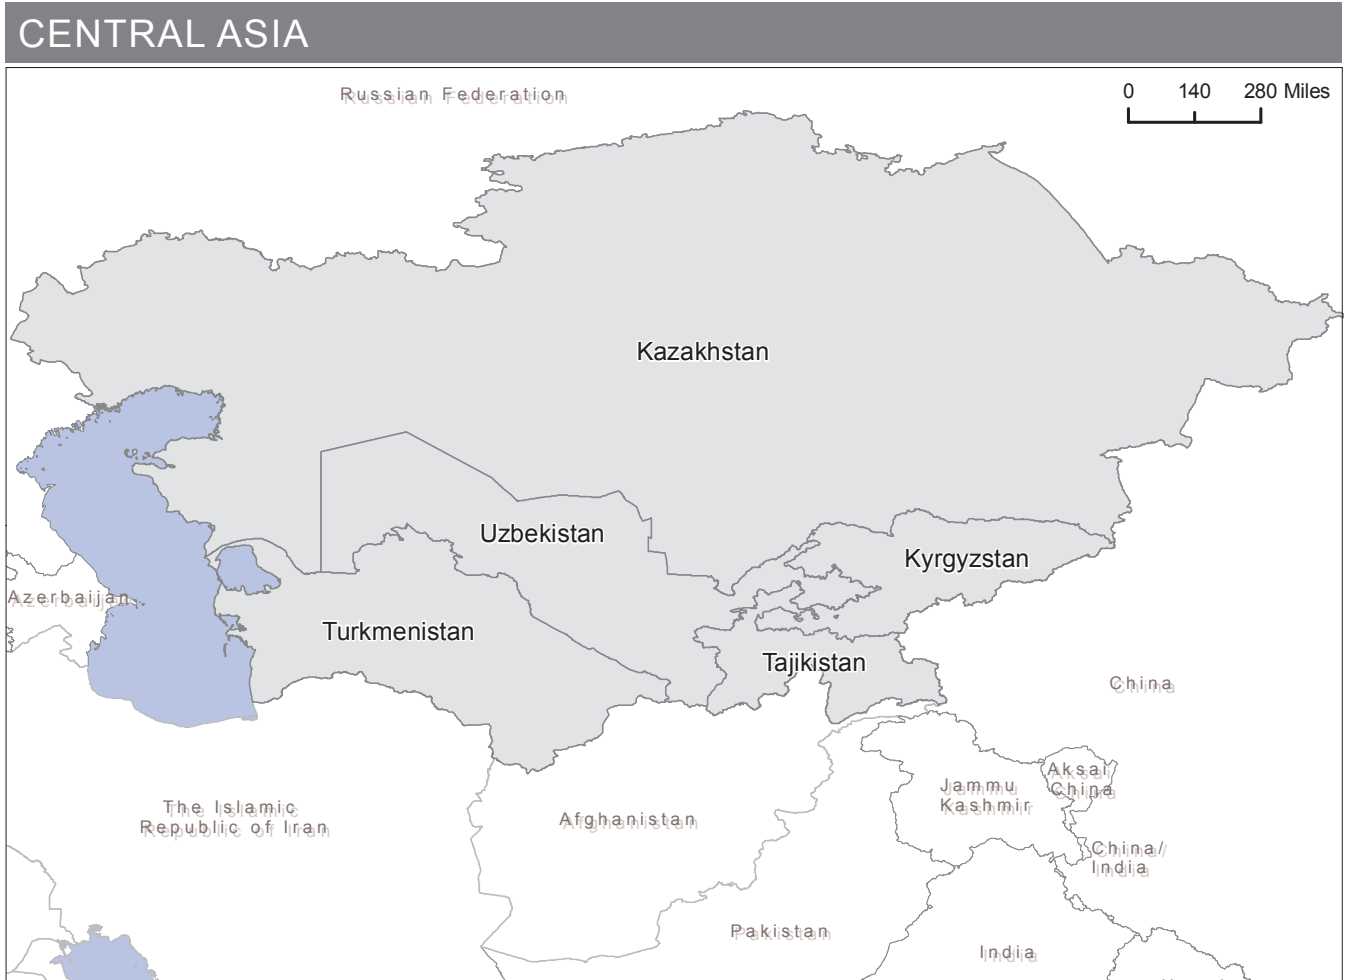 CENTRAL ASIA
Russian Federation
0 140 280 Miles
Kazakhstan
Uzbekistan
Kyrgyzstan
Azerbaijan
Turkmenistan
Tajikistan
China
Aksai
China
Jammu
Kashmir
The Islamic
Republic of Iran
Afghanistan
China/
India
Pakistan
India